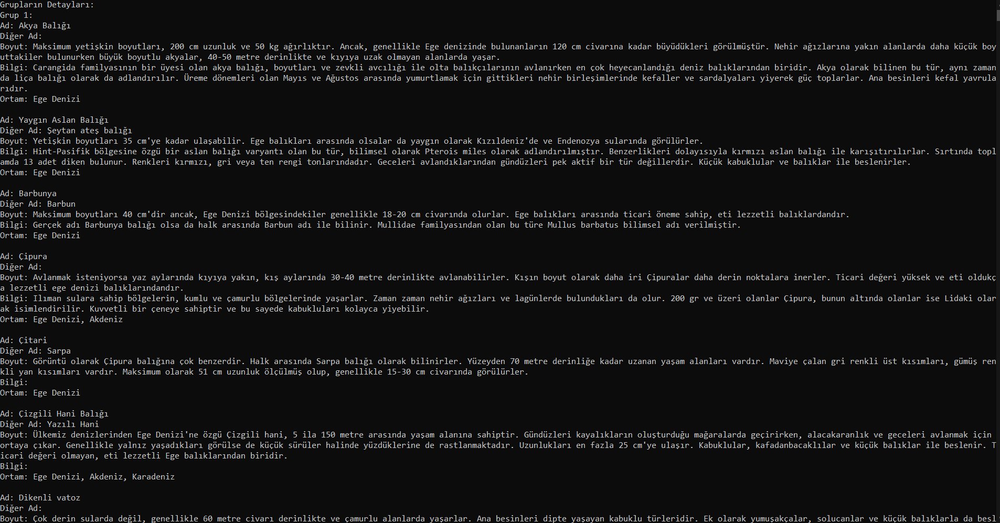 Grupların Detayları:
Grup 1:
Ad: Akya Balığı
Diğer Ad:
Boyut: Maksimum yetişkin boyutları, 200 cm uzunluk ve 50 kg ağırlıktır. Ancak, genellikle Ege denizinde bulunanların 120 cm civarına kadar büyüdükleri görülmüştür. Nehir ağızlarına yakın alanlarda daha küçük boy
uttakiler bulunurken büyük boyutlu akyalar, 40-50 metre derinlikte ve kıyıya uzak olmayan alanlarda yaşar.
Bilgi: Carangida familyasının bir üyesi olan akya balığı, boyutları ve zevkli avcılığı ile olta balıkçılarının avlanırken en çok heyecanlandığı deniz balıklarından biridir. Akya olarak bilinen bu tür, aynı zaman
da liça balığı olarak da adlandırılır. Üreme dönemleri olan Mayıs ve Ağustos arasında yumurtlamak için gittikleri nehir birleşimlerinde kefaller ve sardalyaları yiyerek güç toplarlar. Ana besinleri kefal yavrula
rıdır.
Ortam: Ege Denizi
Ad: Yaygın Aslan Balığı
Diğer Ad: Şeytan ateş balığı
Boyut: Yetişkin boyutları 35 cm'ye kadar ulaşabilir. Ege balıkları arasında olsalar da yaygın olarak Kızıldeniz'de ve Endenozya sularında görülürler.
Bilgi: Hint-Pasifik bölgesine özgü bir aslan balığı varyantı olan bu tür, bilimsel olarak Pterois miles olarak adlandırılmıştır. Benzerlikleri dolayısıyla kırmızı aslan balığı ile karışıtırılırlar. Sırtında topl
amda 13 adet diken bulunur. Renkleri kırmızı, gri veya ten rengi tonlarındadır. Geceleri avlandıklarından gündüzleri pek aktif bir tür değillerdir. Küçük kabuklular ve balıklar ile beslenirler.
Ortam: Ege Denizi
Ad: Barbunya
Diğer Ad: Barbun
Boyut: Maksimum boyutları 40 cm'dir ancak, Ege Denizi bölgesindekiler genellikle 18-20 cm civarında olurlar. Ege balıkları arasında ticari öneme sahip, eti lezzetli balıklardandır.
Bilgi: Gerçek adı Barbunya balığı olsa da halk arasında Barbun adı ile bilinir. Mullidae familyasından olan bu türe Mullus barbatus bilimsel adı verilmiştir.
Ortam: Ege Denizi
Ad: Çipura
Diğer Ad:
Boyut: Avlanmak isteniyorsa yaz aylarında kıyıya yakın, kış aylarında 30-40 metre derinlikte avlanabilirler. Kışın boyut olarak daha iri Çipuralar daha derin noktalara inerler. Ticari değeri yüksek ve eti oldukç
a lezzetli ege denizi balıklarındandır.
Bilgi: Ilıman sulara sahip bölgelerin, kumlu ve çamurlu bölgelerinde yaşarlar. Zaman zaman nehir ağızları ve lagünlerde bulundukları da olur. 200 gr ve üzeri olanlar Çipura, bunun altında olanlar ise Lidaki olar
ak isimlendirilir. Kuvvetli bir çeneye sahiptir ve bu sayede kabukluları kolayca yiyebilir.
Ortam: Ege Denizi, Akdeniz
Ad: Çitari
Diğer Ad: Sarpa
Boyut: Görüntü olarak Çipura balığına çok benzerdir. Halk arasında Sarpa balığı olarak bilinirler. Yüzeyden 70 metre derinliğe kadar uzanan yaşam alanları vardır. Maviye çalan gri renkli üst kısımları, gümüş ren
kli yan kısımları vardır. Maksimum olarak 51 cm uzunluk ölçülmüş olup, genellikle 15-30 cm civarında görülürler.
Bilgi:
Ortam: Ege Denizi
Ad: Çizgili Hani Balığı
Diğer Ad: Yazılı Hani
Boyut: Ülkemiz denizlerinden Ege Denizi'ne özgü Çizgili hani, 5 ila 150 metre arasında yaşam alanına sahiptir. Gündüzleri kayalıkların oluşturduğu mağaralarda geçirirken, alacakaranlık ve geceleri avlanmak için
ortaya çıkar. Genellikle yalnız yaşadıkları görülse de küçük sürüler halinde yüzdüklerine de rastlanmaktadır. Uzunlukları en fazla 25 cm'ye ulaşır. Kabuklular, kafadanbacaklılar ve küçük balıklar ile beslenir. T
icari değeri olmayan, eti lezzetli Ege balıklarından biridir.
Bilgi:
Ortam: Ege Denizi, Akdeniz, Karadeniz
Ad: Dikenli vatoz
Diğer Ad:
Boyut: Çok derin sularda değil, genellikle 60 metre civarı derinlikte ve çamurlu alanlarda yaşarlar. Ana besinleri dipte yaşayan kabuklu türleridir. Ek olarak yumuşakçalar, solucanlar ve küçük balıklarla da besl